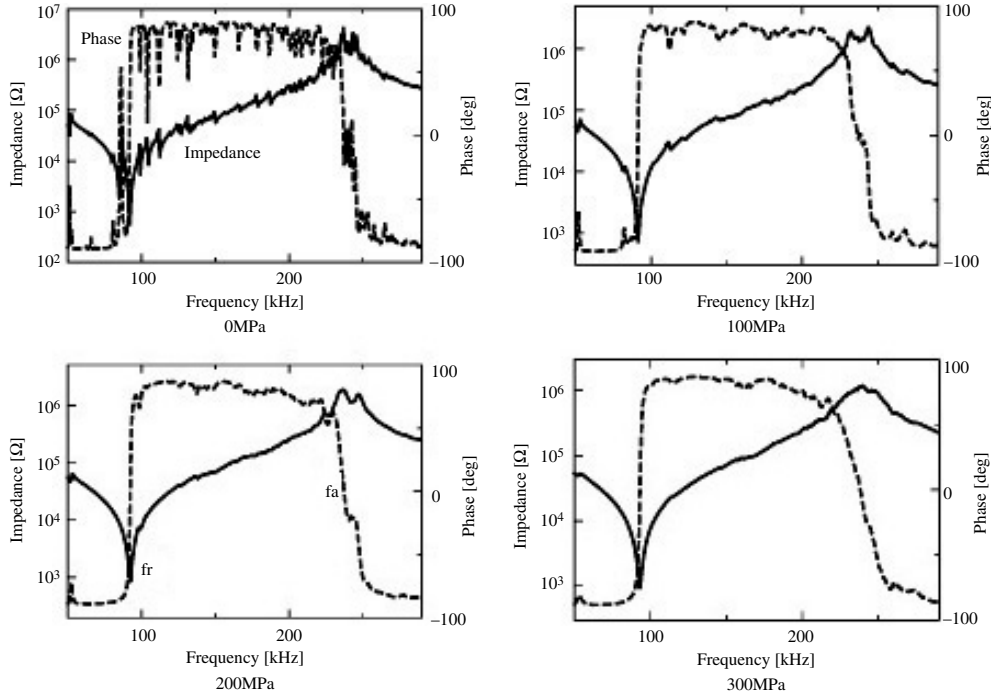 10⁷
10⁶
10⁵
10⁴
10³
10²
Impedance [Ω]
Phase
Impedance
100
0
−100
Phase [deg]
100
200
Frequency [kHz]
0MPa
10⁶
10⁵
10⁴
10³
Impedance [Ω]
100
0
−100
Phase [deg]
100
200
Frequency [kHz]
100MPa
10⁶
10⁵
10⁴
10³
Impedance [Ω]
fr
fa
100
0
−100
Phase [deg]
100
200
Frequency [kHz]
200MPa
10⁶
10⁵
10⁴
10³
Impedance [Ω]
100
0
−100
Phase [deg]
100
200
Frequency [kHz]
300MPa